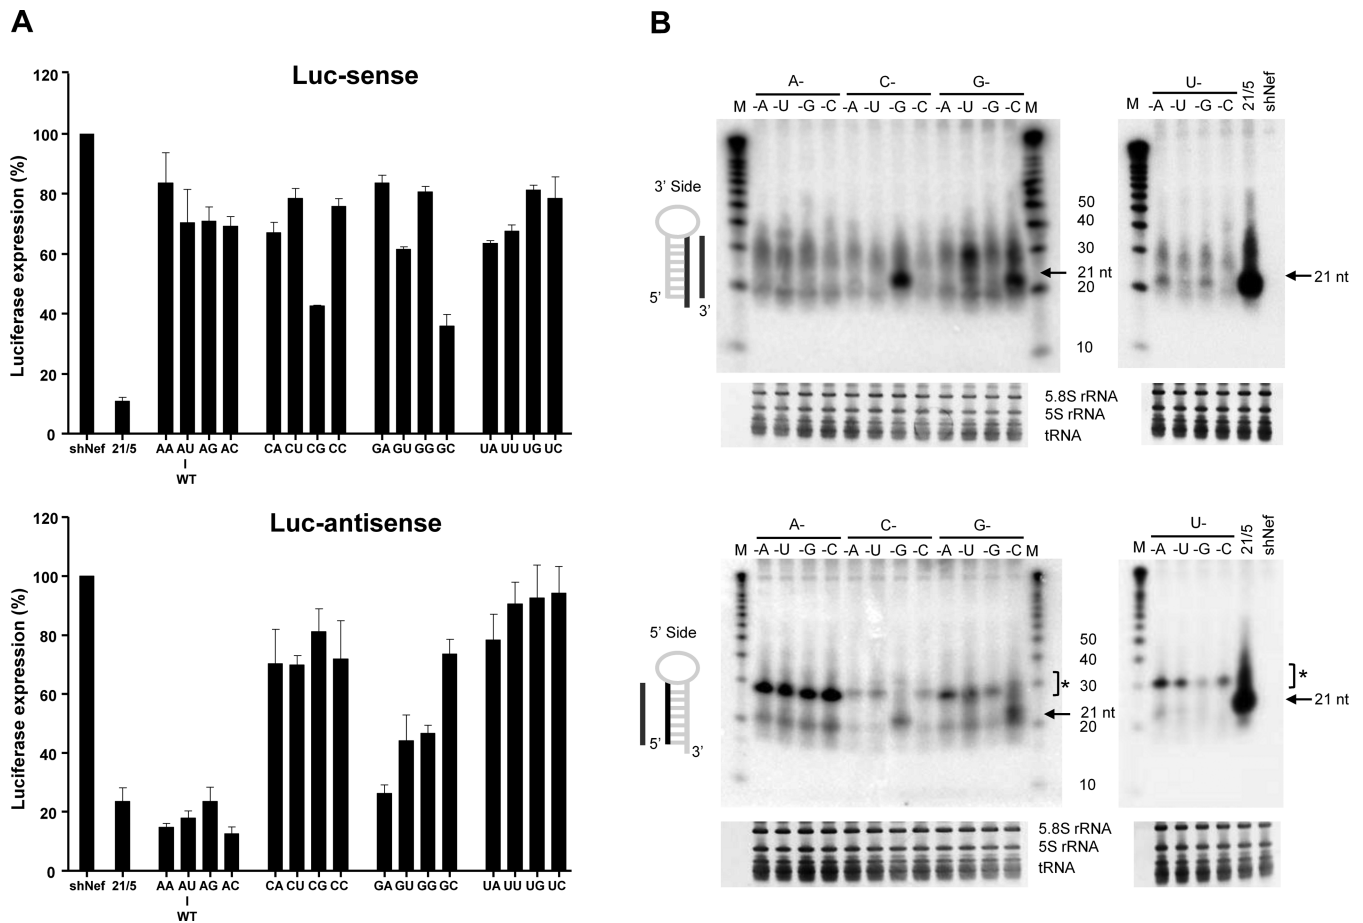 A
Luc-sense
Luciferase expression (%)
120
100
80
60
40
20
0
shNef 21/5 AA AU AG AC CA CU CG CC GA GU GG GC UA UU UG UC
WT
Luc-antisense
Luciferase expression (%)
120
100
80
60
40
20
0
shNef 21/5 AA AU AG AC CA CU CG CC GA GU GG GC UA UU UG UC
WT
B
A- C- G- U-
M -A -U -G -C -A -U -G -C -A -U -G -C M M -A -U -G -C 21/5 shNef
3’ Side
5’
3’
50
40
30
21 nt
20
10
21 nt
5.8S rRNA
5S rRNA
tRNA
A- C- G- U-
M -A -U -G -C -A -U -G -C -A -U -G -C M M -A -U -G -C 21/5 shNef
5’ Side
5’
3’
50
40
30
*
21 nt
20
10
*
21 nt
5.8S rRNA
5S rRNA
tRNA